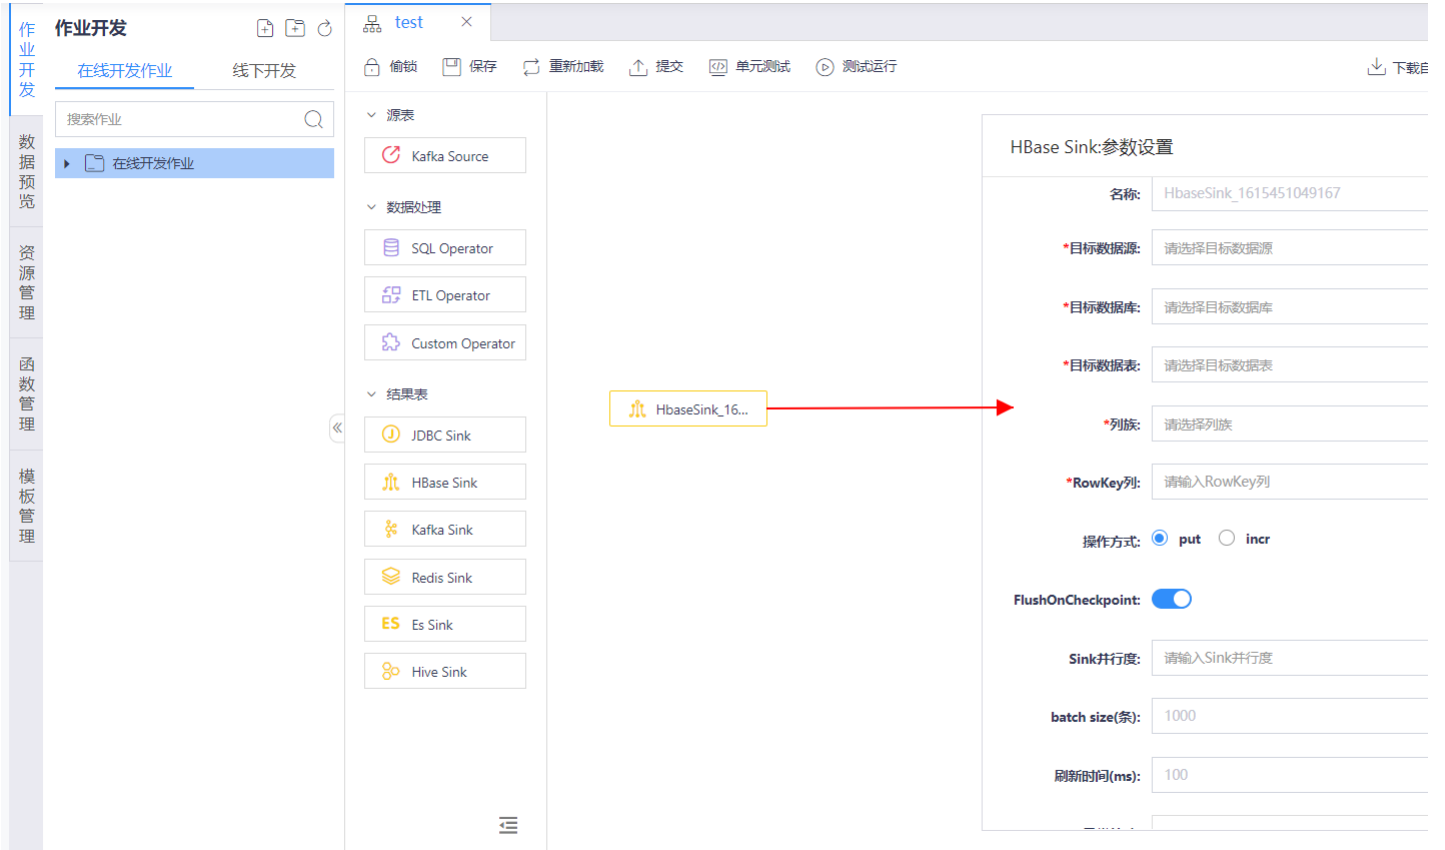 作业开发
数据预览
资源管理
函数管理
模板管理
作业开发
在线开发作业
线下开发
搜索作业
在线开发作业
test
偷锁
保存
重新加载
提交
单元测试
测试运行
源表
Kafka Source
数据处理
SQL Operator
ETL Operator
Custom Operator
结果表
JDBC Sink
HBase Sink
Kafka Sink
Redis Sink
ES Es Sink
Hive Sink
HbaseSink_16...
HBase Sink:参数设置
名称: HbaseSink_1615451049167
*目标数据源: 请选择目标数据源
*目标数据库: 请选择目标数据库
*目标数据表: 请选择目标数据表
*列族: 请选择列族
*RowKey列: 请输入RowKey列
操作方式: put incr
FlushOnCheckpoint:
Sink并行度: 请输入Sink并行度
batch size(条): 1000
刷新时间(ms): 100
下载